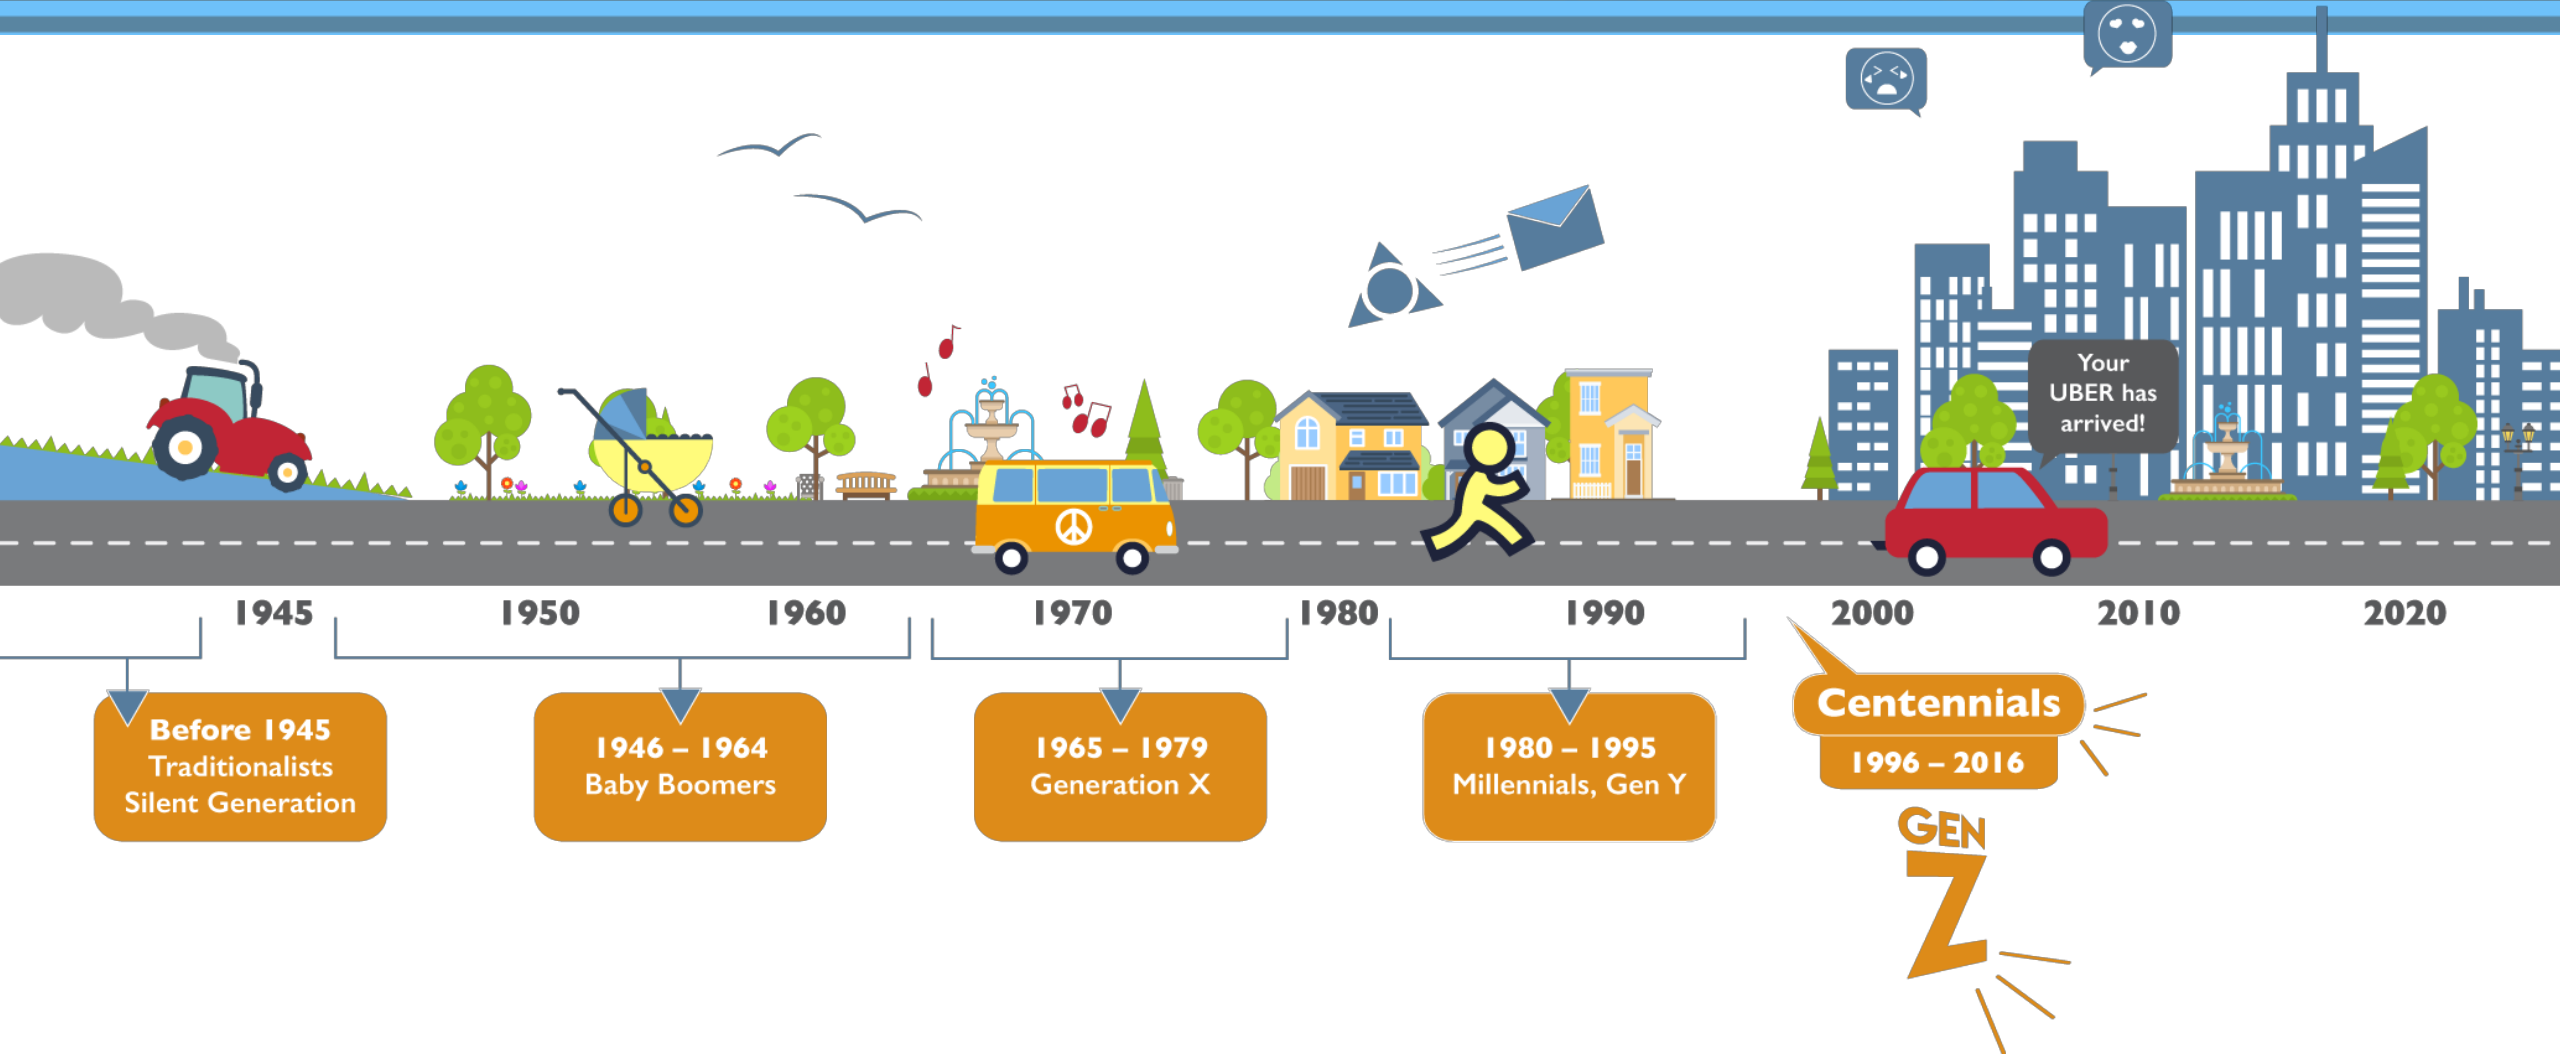 Your
UBER has
arrived!
1945
1950
1960
1970
1980
1990
2000
2010
2020
Before 1945
Traditionalists
Silent Generation
1946 – 1964
Baby Boomers
1965 – 1979
Generation X
1980 – 1995
Millennials, Gen Y
Centennials
1996 – 2016
GEN
Z